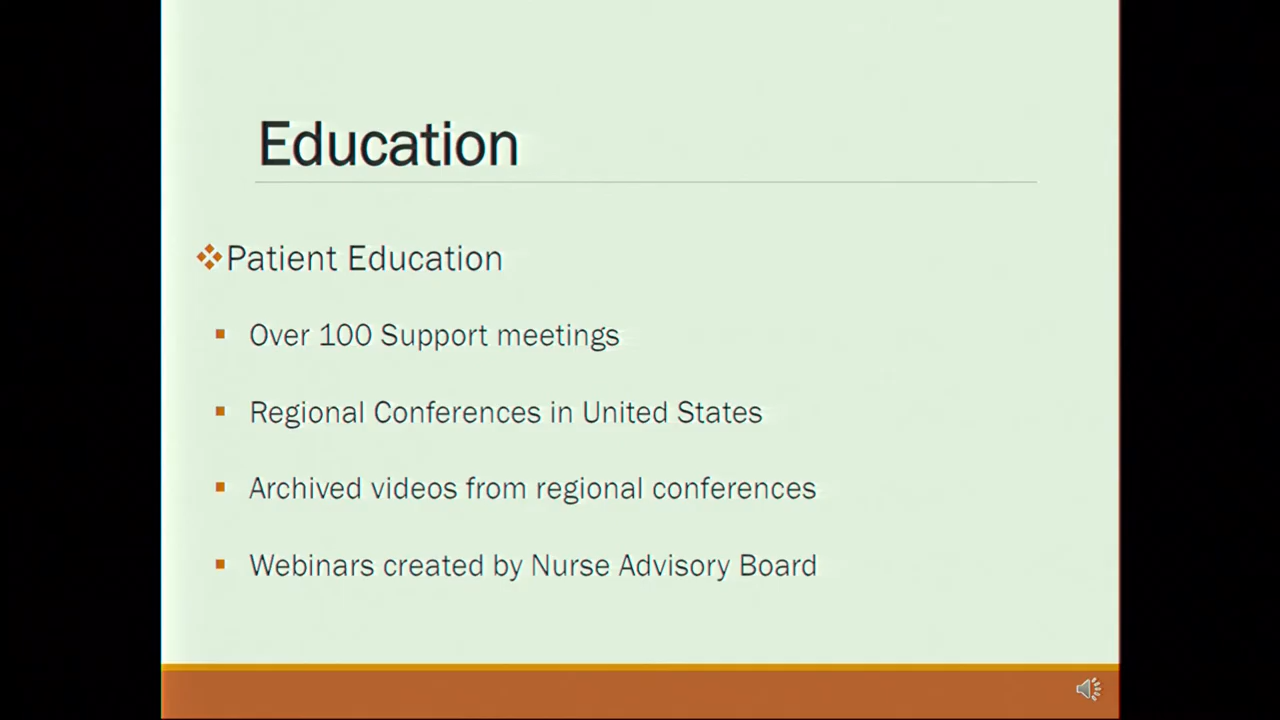 Education
Patient Education
Over 100 Support meetings
Regional Conferences in United States
Archived videos from regional conferences
Webinars created by Nurse Advisory Board